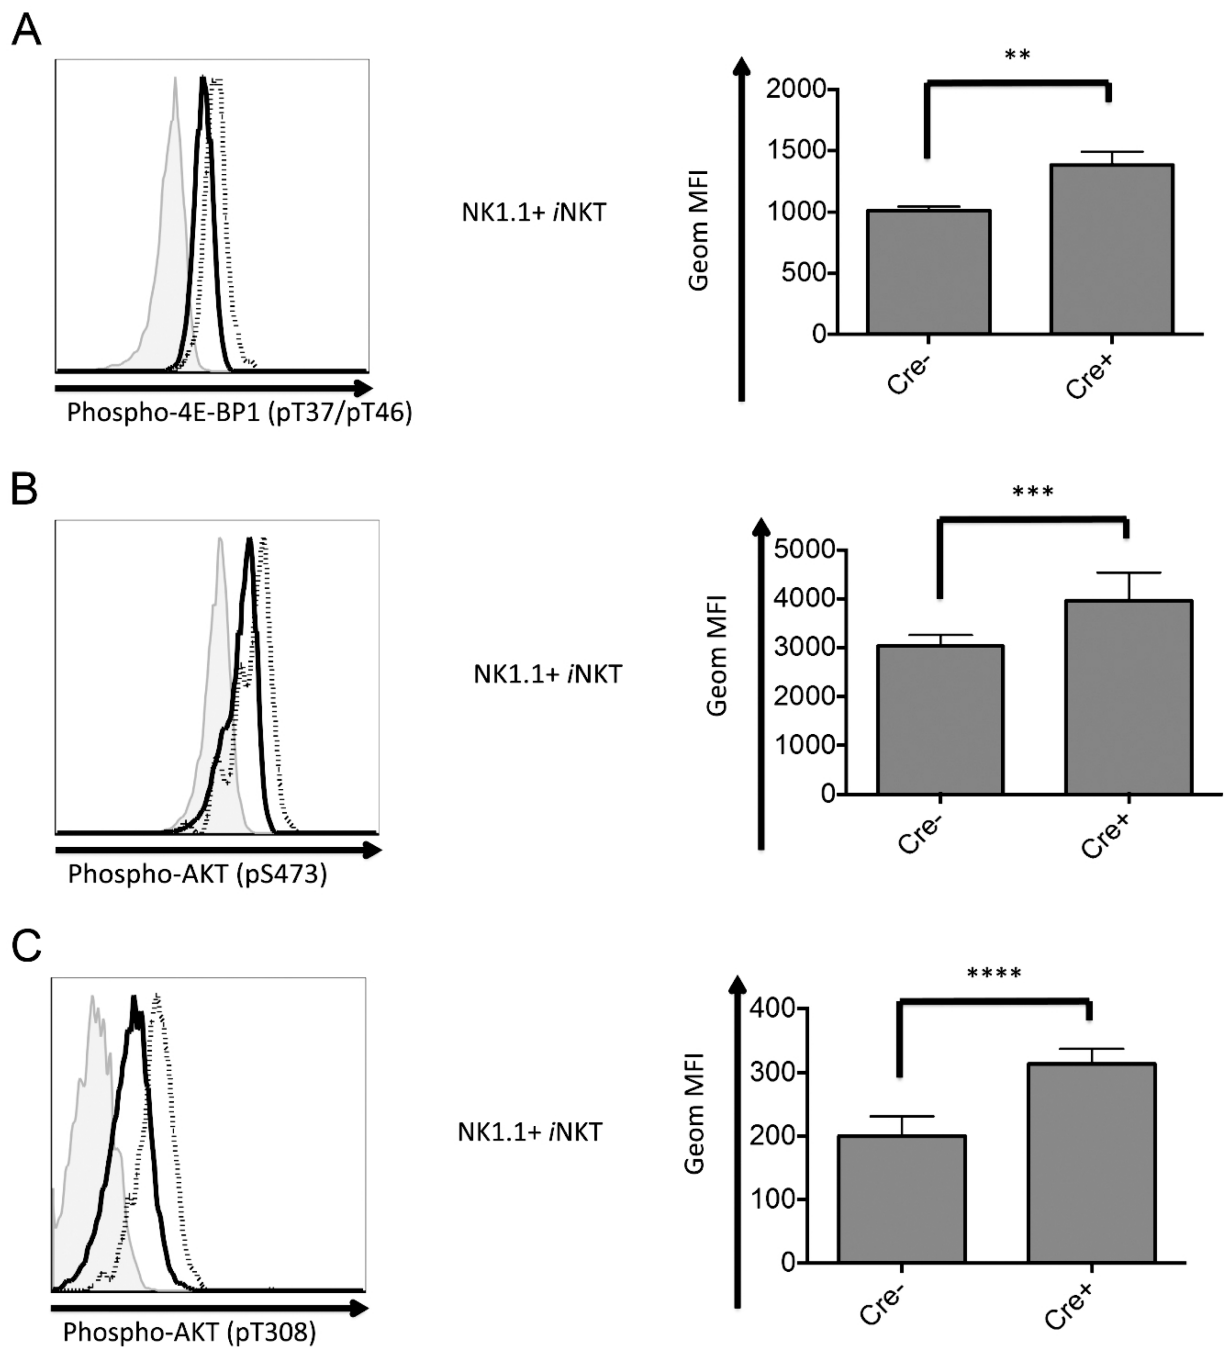 A
Phospho-4E-BP1 (pT37/pT46)
NK1.1+ iNKT
Geom MFI
**
2000
1500
1000
500
0
Cre-
Cre+
B
Phospho-AKT (pS473)
NK1.1+ iNKT
Geom MFI
***
5000
4000
3000
2000
1000
0
Cre-
Cre+
C
Phospho-AKT (pT308)
NK1.1+ iNKT
Geom MFI
****
400
300
200
100
0
Cre-
Cre+